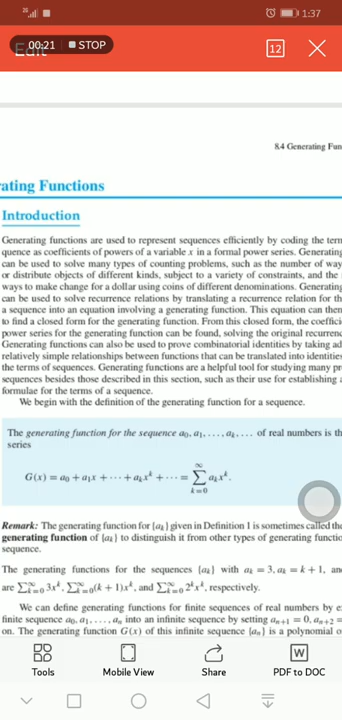 2G 1:37
Edit 00:21 STOP 12
8.4 Generating Fun
rating Functions
Introduction
Generating functions are used to represent sequences efficiently by coding the term
quence as coefficients of powers of a variable x in a formal power series. Generating
can be used to solve many types of counting problems, such as the number of way
or distribute objects of different kinds, subject to a variety of constraints, and the
ways to make change for a dollar using coins of different denominations. Generating
can be used to solve recurrence relations by translating a recurrence relation for th
a sequence into an equation involving a generating function. This equation can then
to find a closed form for the generating function. From this closed form, the coeffici
power series for the generating function can be found, solving the original recurrenc
Generating functions can also be used to prove combinatorial identities by taking ad
relatively simple relationships between functions that can be translated into identities
the terms of sequences. Generating functions are a helpful tool for studying many pr
sequences besides those described in this section, such as their use for establishing a
formulae for the terms of a sequence.
We begin with the definition of the generating function for a sequence.
The generating function for the sequence a₀, a₁, . . . , aₖ, . . . of real numbers is th
series
G(x) = a₀ + a₁x + ··· + aₖxᵏ + ··· = ∑_{k=0}^{∞} aₖxᵏ.
Remark: The generating function for {aₖ} given in Definition 1 is sometimes called the
generating function of {aₖ} to distinguish it from other types of generating functio
sequence.
The generating functions for the sequences {aₖ} with aₖ = 3, aₖ = k + 1, an
are ∑_{k=0}^{∞} 3xᵏ, ∑_{k=0}^{∞}(k + 1)xᵏ, and ∑_{k=0}^{∞} 2ᵏxᵏ, respectively.
We can define generating functions for finite sequences of real numbers by e
finite sequence a₀, a₁, . . . , aₙ into an infinite sequence by setting aₙ₊₁ = 0, aₙ₊₂ =
on. The generating function G(x) of this infinite sequence {aₙ} is a polynomial o
W
Tools Mobile View Share PDF to DOC